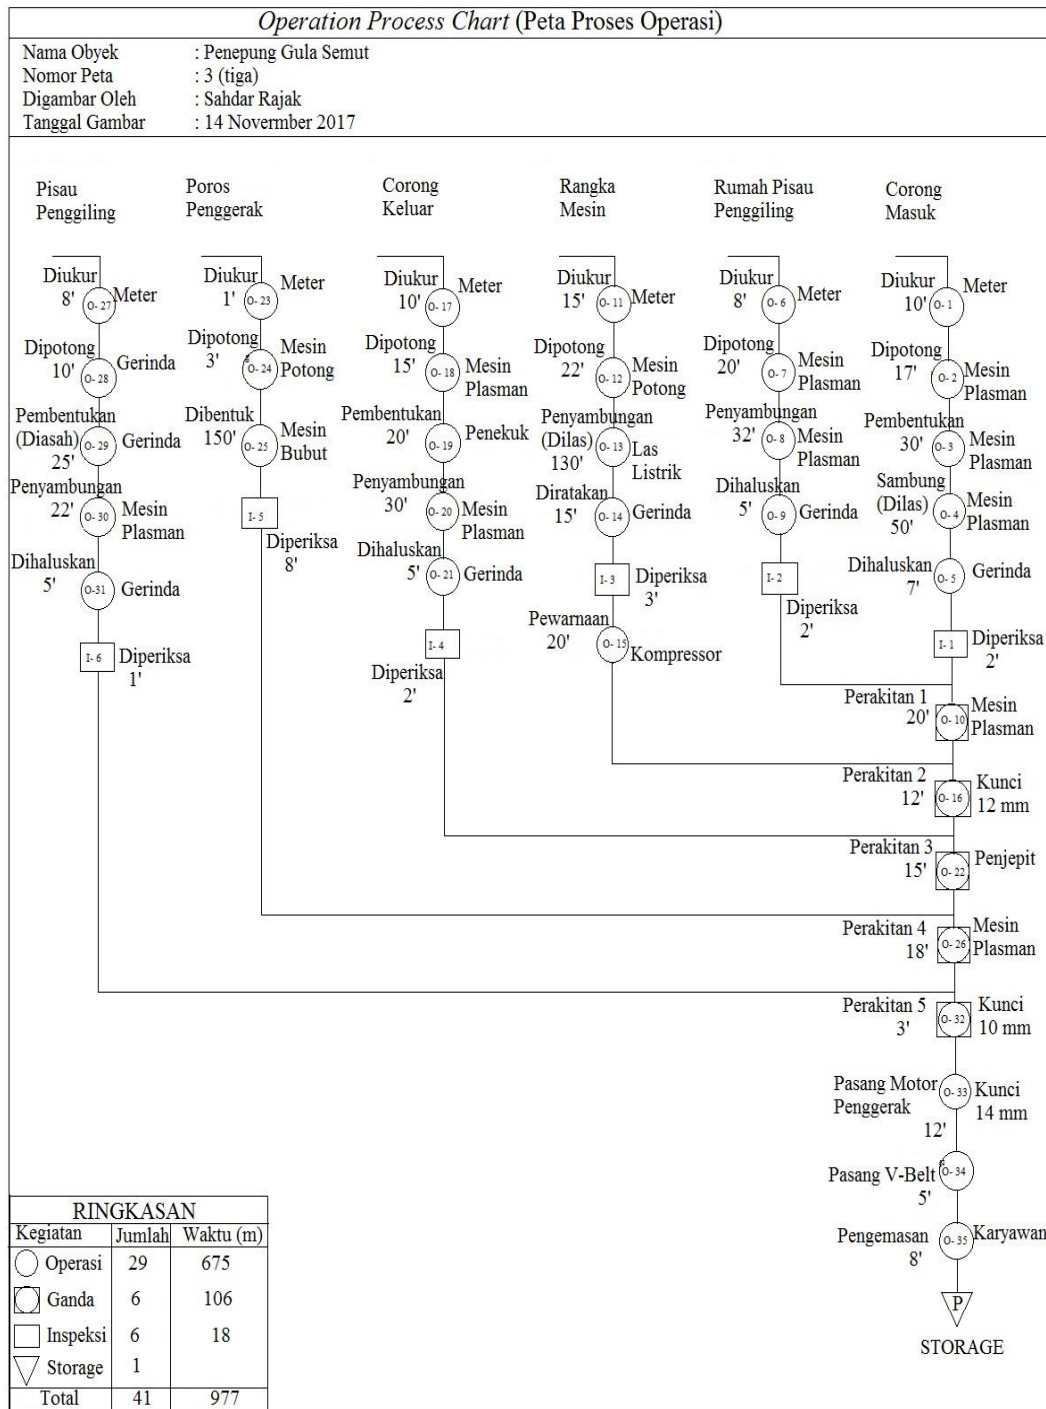 Operation Process Chart (Peta Proses Operasi)
Nama Obyek : Penepung Gula Semut
Nomor Peta : 3 (tiga)
Digambar Oleh : Sahdar Rajak
Tanggal Gambar : 14 Novermber 2017
Pisau
Penggiling
Diukur
8'
O- 27
Meter
Dipotong
10'
O- 28
Gerinda
Pembentukan
(Diasah)
25'
O- 29
Gerinda
Penyambungan
22'
O- 30
Mesin
Plasman
Dihaluskan
5'
O-31
Gerinda
I- 6
Diperiksa
1'
Poros
Penggerak
Diukur
1'
O- 23
Meter
Dipotong
3'
O- 24
Mesin
Potong
Dibentuk
150'
O- 25
Mesin
Bubut
I- 5
Diperiksa
8'
Corong
Keluar
Diukur
10'
O- 17
Meter
Dipotong
15'
O- 18
Mesin
Plasman
Pembentukan
20'
O- 19
Penekuk
Penyambungan
30'
O- 20
Mesin
Plasman
Dihaluskan
5'
O- 21
Gerinda
I- 4
Diperiksa
2'
Rangka
Mesin
Diukur
15'
O- 11
Meter
Dipotong
22'
O- 12
Mesin
Potong
Penyambungan
(Dilas)
130'
O- 13
Las
Listrik
Diratakan
15'
O- 14
Gerinda
I- 3
Diperiksa
3'
Pewarnaan
20'
O- 15
Kompressor
Rumah Pisau
Penggiling
Diukur
8'
O- 6
Meter
Dipotong
20'
O- 7
Mesin
Plasman
Penyambungan
32'
O- 8
Mesin
Plasman
Dihaluskan
5'
O- 9
Gerinda
I- 2
Diperiksa
2'
Corong
Masuk
Diukur
10'
O- 1
Meter
Dipotong
17'
O- 2
Mesin
Plasman
Pembentukan
30'
O- 3
Mesin
Plasman
Sambung
(Dilas)
50'
O- 4
Mesin
Plasman
Dihaluskan
7'
O- 5
Gerinda
I- 1
Diperiksa
2'
Perakitan 1
20'
O- 10
Mesin
Plasman
Perakitan 2
12'
O- 16
Kunci
12 mm
Perakitan 3
15'
O- 22
Penjepit
Perakitan 4
18'
O- 26
Mesin
Plasman
Perakitan 5
3'
O- 32
Kunci
10 mm
Pasang Motor
Penggerak
12'
O- 33
Kunci
14 mm
Pasang V-Belt
5'
O- 34
Pengemasan
8'
O- 35
Karyawan
P
STORAGE
RINGKASAN
Kegiatan Jumlah Waktu (m)
Operasi 29 675
Ganda 6 106
Inspeksi 6 18
Storage 1
Total 41 977